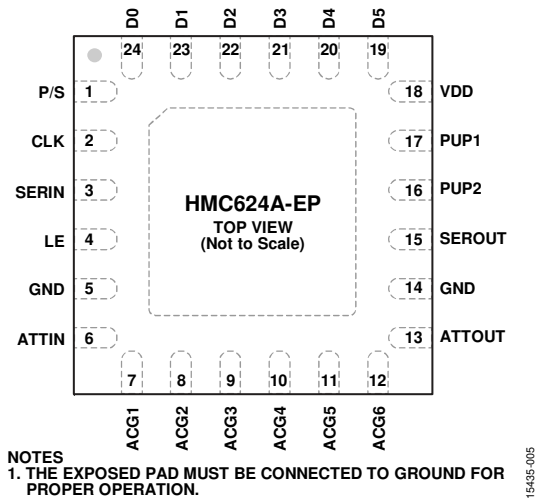 D0 D1 D2 D3 D4 D5
24 23 22 21 20 19
P/S 1 18 VDD
CLK 2 17 PUP1
SERIN 3 16 PUP2
HMC624A-EP
TOP VIEW
(Not to Scale)
LE 4 15 SEROUT
GND 5 14 GND
ATTIN 6 13 ATTOUT
7 8 9 10 11 12
ACG1 ACG2 ACG3 ACG4 ACG5 ACG6
NOTES
1. THE EXPOSED PAD MUST BE CONNECTED TO GROUND FOR
PROPER OPERATION.
15435-005